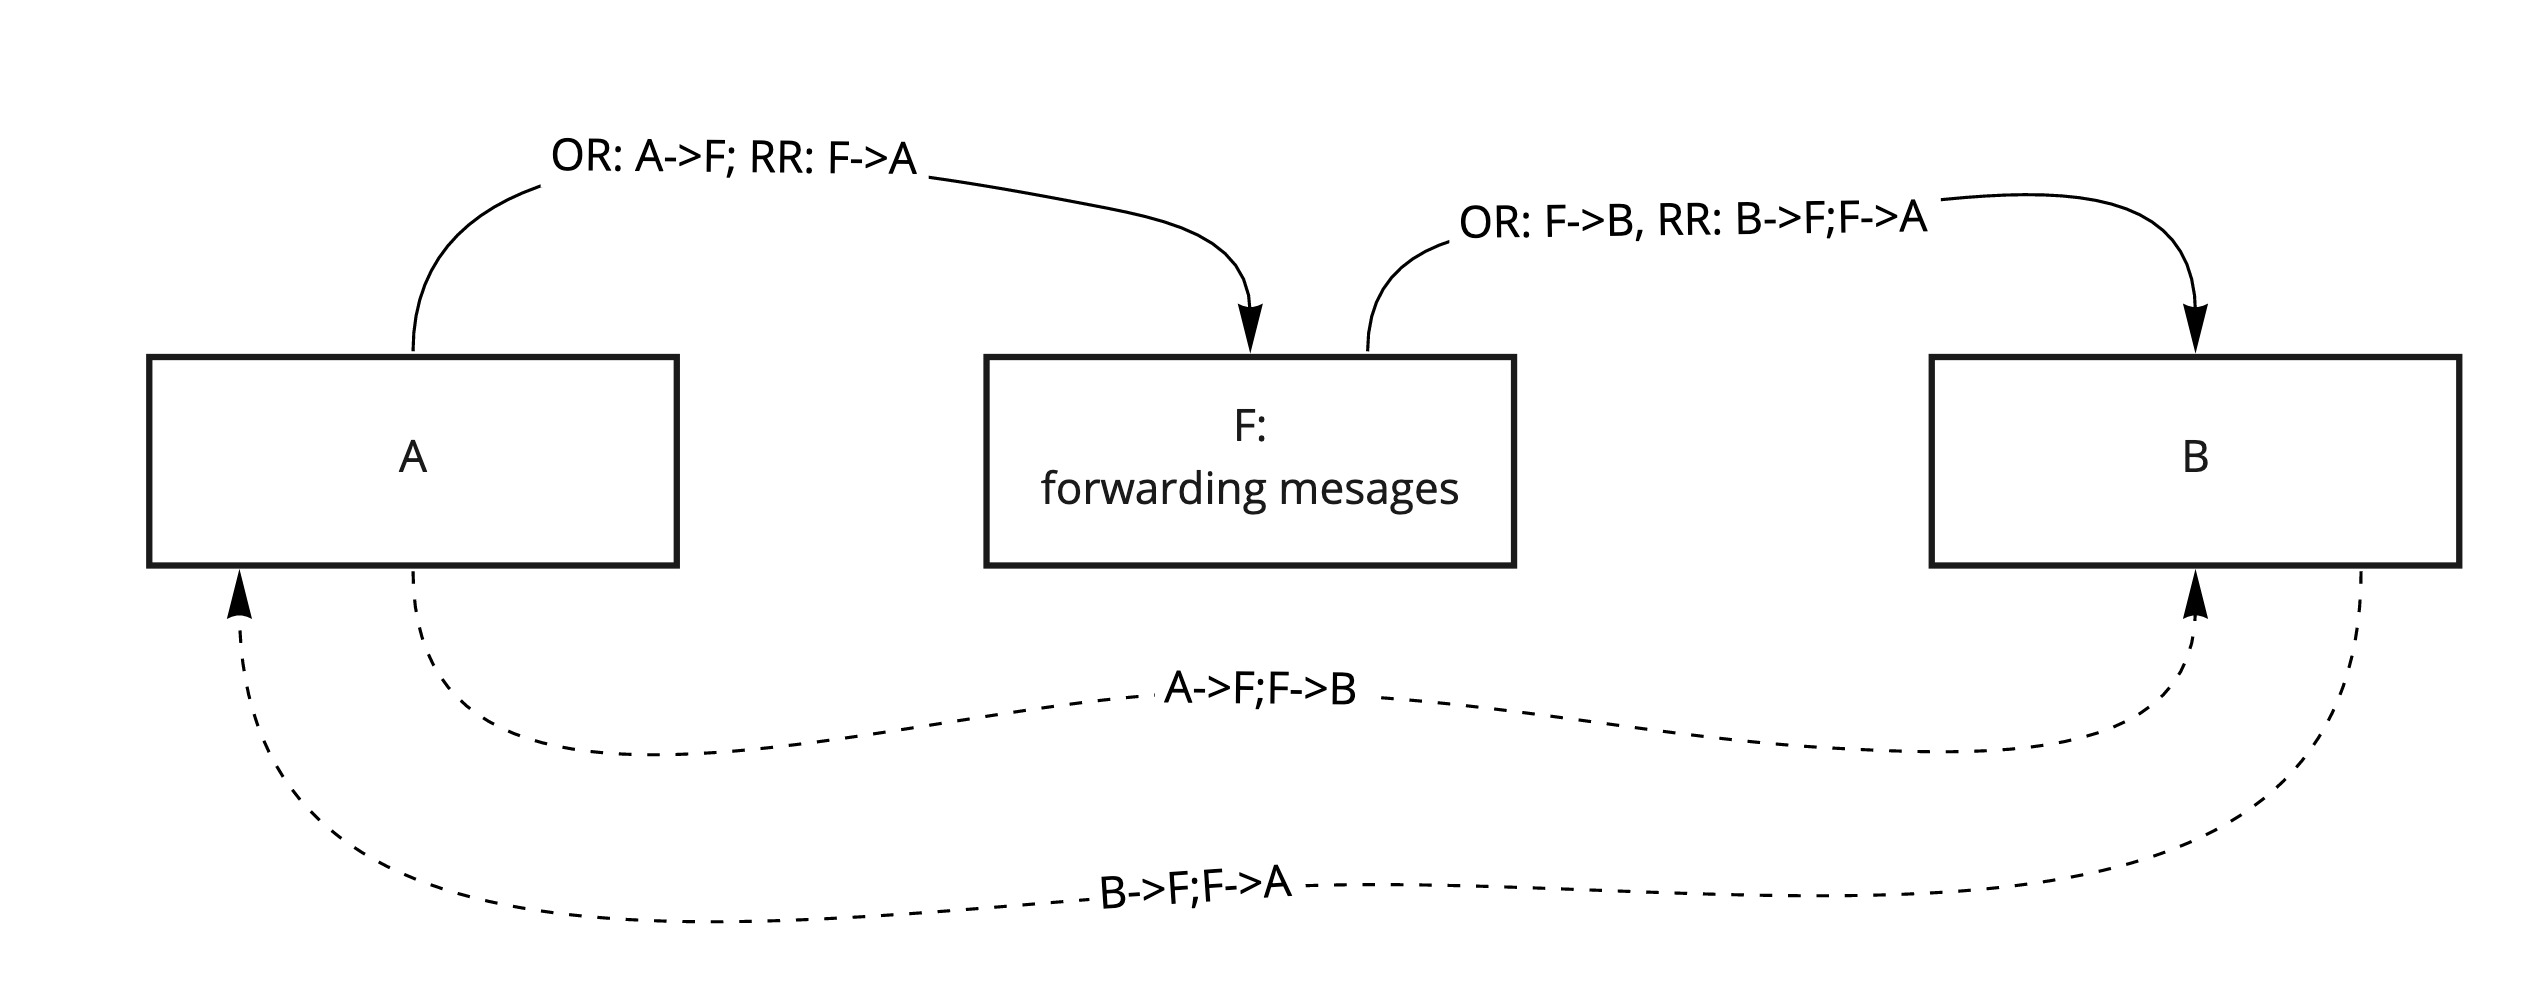 OR: A->F; RR: F->A
OR: F->B, RR: B->F;F->A
A
F:
forwarding mesages
B
A->F;F->B
B->F;F->A